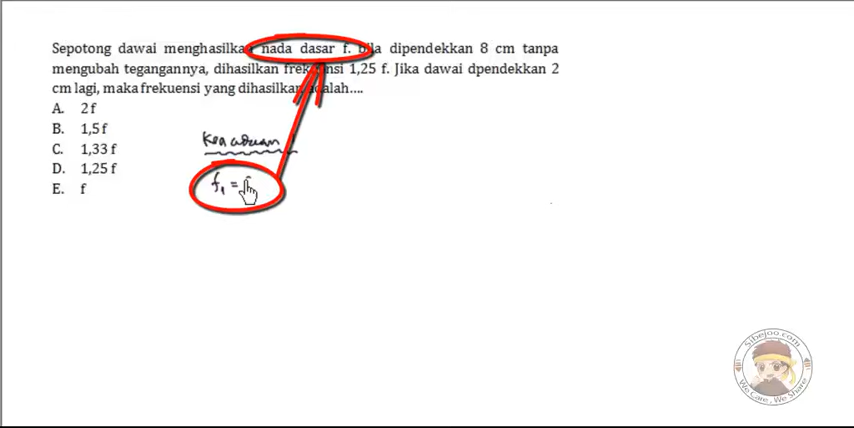 Sepotong dawai menghasilkan nada dasar f. bila dipendekkan 8 cm tanpa
mengubah tegangannya, dihasilkan frekuensi 1,25 f. Jika dawai dpendekkan 2
cm lagi, maka frekuensi yang dihasilkan adalah....
A. 2f
B. 1,5f
C. 1,33 f
D. 1,25 f
E. f
Keadaan
f₁ =
Sibejoo.com
We Care, We Share